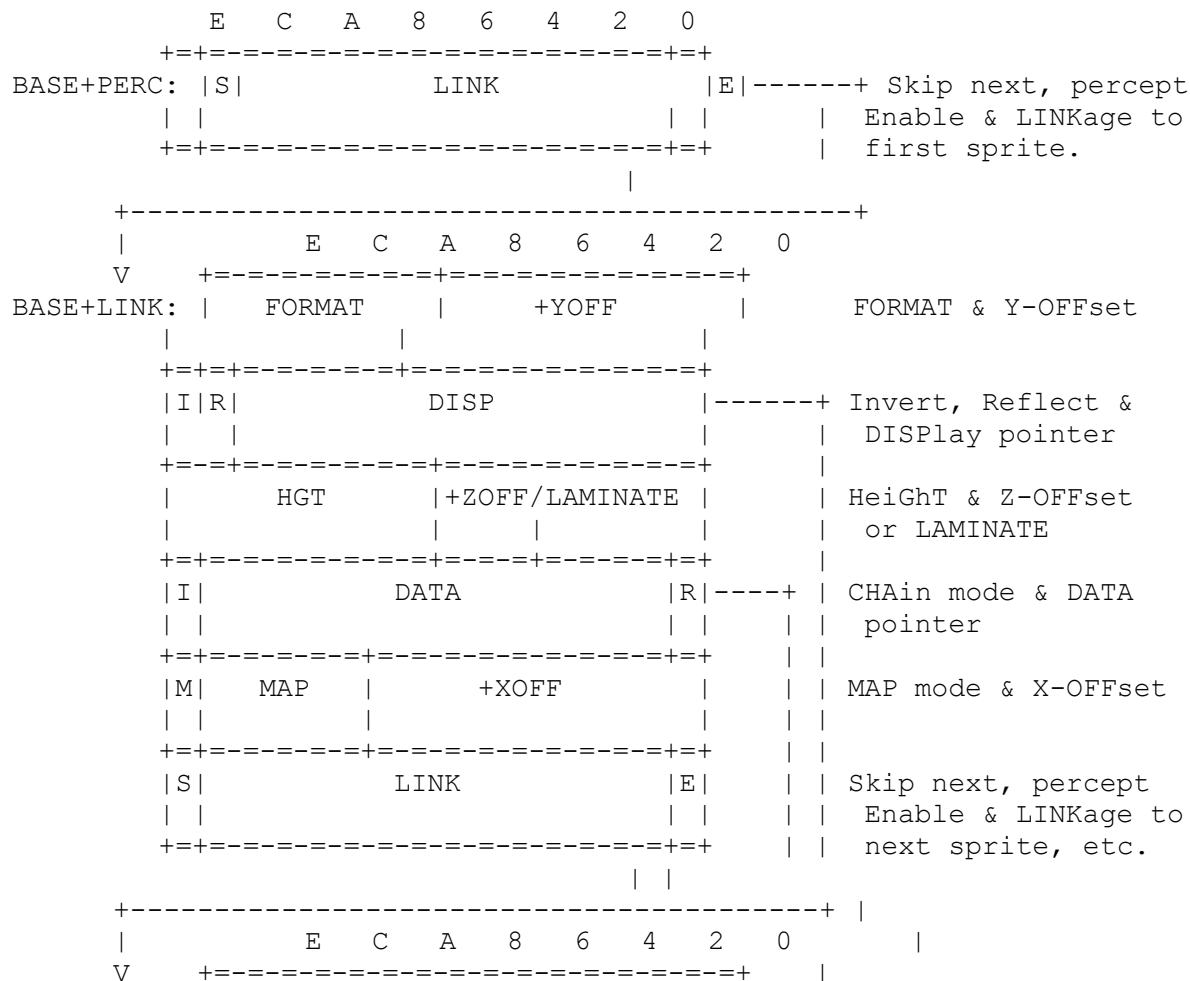 E C A 8 6 4 2 0
+=+=-=-=-=-=-=-=-=-=-=-=-=-=+=+
BASE+PERC: |S| LINK |E|------+ Skip next, percept
| | | | | Enable & LINKage to
+=+=-=-=-=-=-=-=-=-=-=-=-=-=+=+ | first sprite.
|
+-------------------------------------------+
| E C A 8 6 4 2 0
V +=-=-=-=-=-=-=+=-=-=-=-=-=-=-=-=+
BASE+LINK: | FORMAT | +YOFF | FORMAT & Y-OFFset
| | |
+=+=+=-=-=-=-=+=-=-=-=-=-=-=-=-=+
|I|R| DISP |------+ Invert, Reflect &
| | | | DISPlay pointer
+=-=+=-=-=-=-=-=+=-=-=-=-=-=-=-=+ |
| HGT |+ZOFF/LAMINATE | | HeiGhT & Z-OFFset
| | | | | or LAMINATE
+=+=-=-=-=-=-=-=+=-=-=+=-=-=-=+=+ |
|I| DATA |R|----+ | CHAin mode & DATA
| | | | | | pointer
+=+=-=-=-=-=+=-=-=-=-=-=-=-=-=+=+ | |
|M| MAP | +XOFF | | | MAP mode & X-OFFset
| | | | | |
+=+=-=-=-=-=+=-=-=-=-=-=-=-=-=+=+ | |
|S| LINK |E| | | Skip next, percept
| | | | | | Enable & LINKage to
+=+=-=-=-=-=-=-=-=-=-=-=-=-=-=+=+ | | next sprite, etc.
| |
+-----------------------------------------+ |
| E C A 8 6 4 2 0 |
V +=-=-=-=-=-=-=-=-=-=-=-=-=-=-=-=+ |